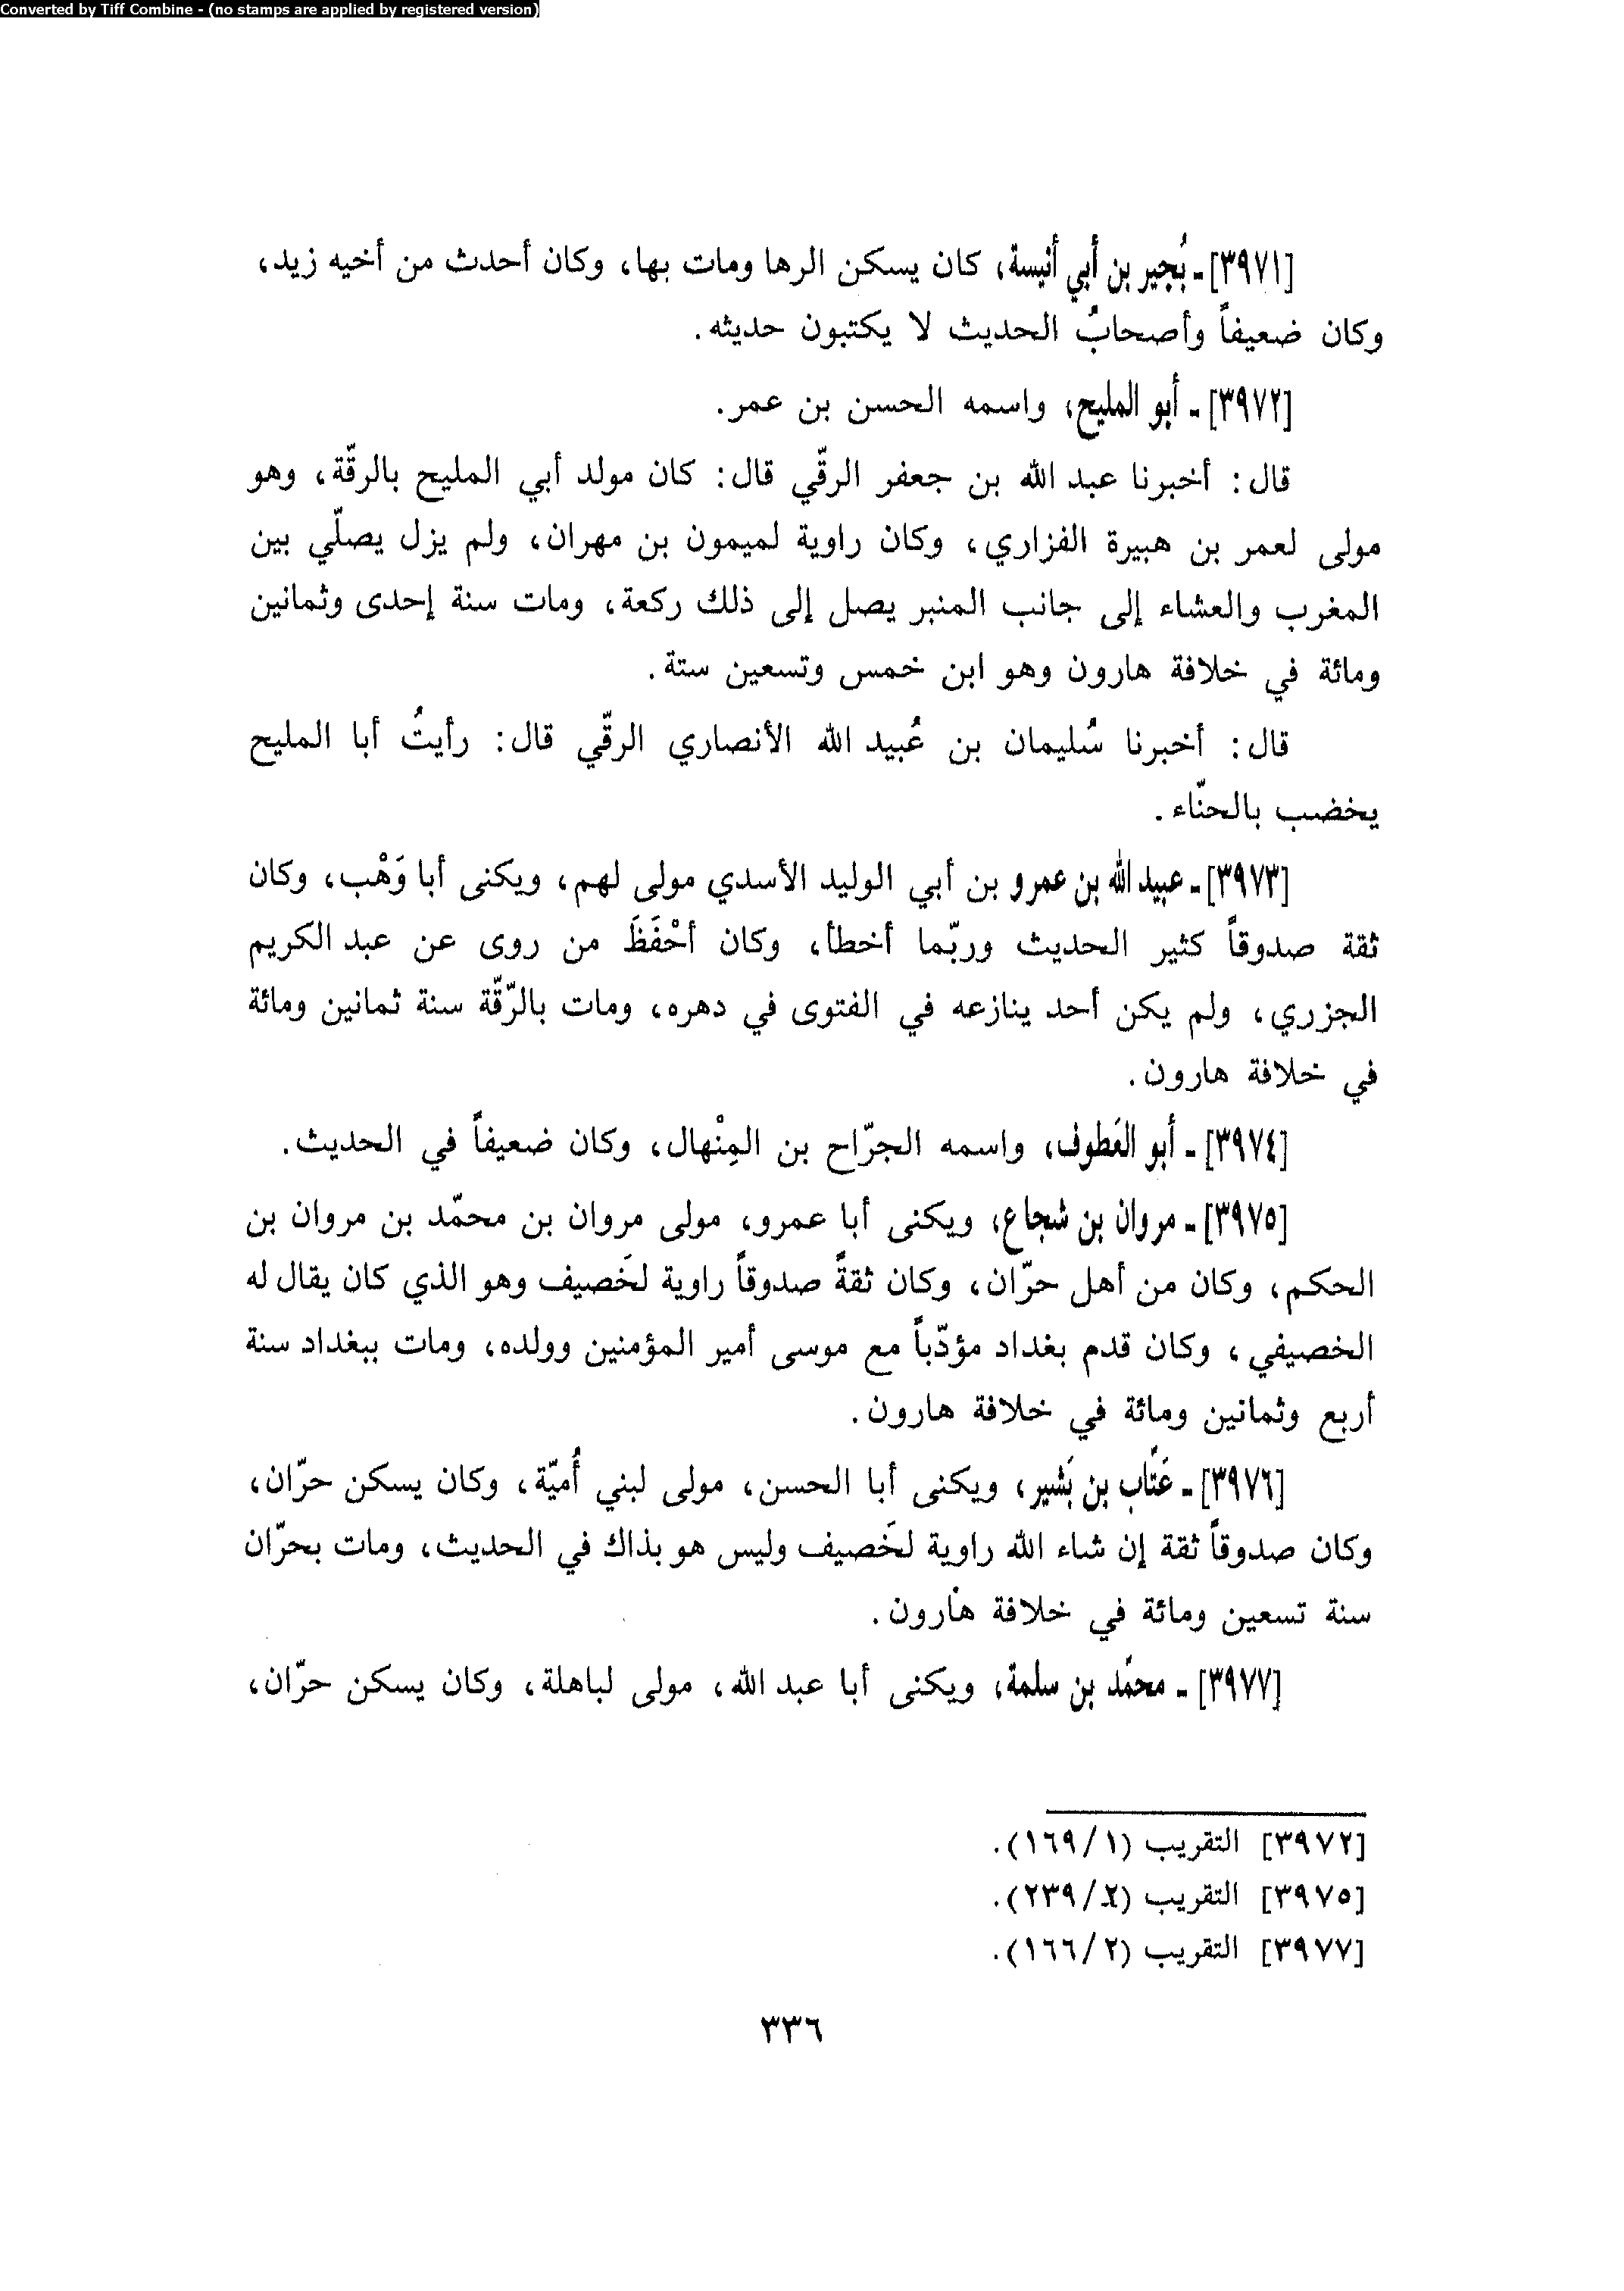 Converted by Tiff Combine - (no stamps are applied by registered version)
[٣٩٧١] ـ بُجير بن أبي أنيسة، كان يسكن الرها ومات بها، وكان أحدث من أخيه زيد،
وكان ضعيفاً وأصحابُ الحديث لا يكتبون حديثه.
[٣٩٧٢] ـ أبو المليح، واسمه الحسن بن عمر.
قال: أخبرنا عبد الله بن جعفر الرقّي قال: كان مولد أبي المليح بالرقّة، وهو
مولى لعمر بن هبيرة الفزاري، وكان راوية لميمون بن مهران، ولم يزل يصلّي بين
المغرب والعشاء إلى جانب المنبر يصل إلى ذلك ركعة، ومات سنة إحدى وثمانين
ومائة في خلافة هارون وهو ابن خمس وتسعين ستة.
قال: أخبرنا سُليمان بن عُبيد الله الأنصاري الرقّي قال: رأيتُ أبا المليح
يخضب بالحنّاء.
[٣٩٧٣] ـ عبيد الله بن عمرو بن أبي الوليد الأسدي مولى لهم، ويكنى أبا وَهْب، وكان
ثقة صدوقاً كثير الحديث وربّما أخطأ، وكان أحْفَظَ من روى عن عبد الكريم
الجزري، ولم يكن أحد ينازعه في الفتوى في دهره، ومات بالرّقّة سنة ثمانين ومائة
في خلافة هارون.
[٣٩٧٤] ـ أبو العَطوف، واسمه الجرّاح بن المِنْهال، وكان ضعيفاً في الحديث.
[٣٩٧٥] ـ مروان بن شجاع، ويكنى أبا عمرو، مولى مروان بن محمّد بن مروان بن
الحكم، وكان من أهل حرّان، وكان ثقةً صدوقاً راوية لخَصيف وهو الذي كان يقال له
الخصيفي، وكان قدم بغداد مؤدّباً مع موسى أمير المؤمنين وولده، ومات ببغداد سنة
أربع وثمانين ومائة في خلافة هارون.
[٣٩٧٦] ـ عَتّاب بن بَشير، ويكنى أبا الحسن، مولى لبني أُميّة، وكان يسكن حرّان،
وكان صدوقاً ثقة إن شاء الله راوية لخَصيف وليس هو بذاك في الحديث، ومات بحرّان
سنة تسعين ومائة في خلافة هارون.
[٣٩٧٧] ـ محمّد بن سلمة، ويكنى أبا عبد الله، مولى لباهلة، وكان يسكن حرّان،
[٣٩٧٢] التقريب (١/ ١٦٩).
[٣٩٧٥] التقريب (٢/ ٢٣٩).
[٣٩٧٧] التقريب (٢/ ١٦٦).
٣٣٦